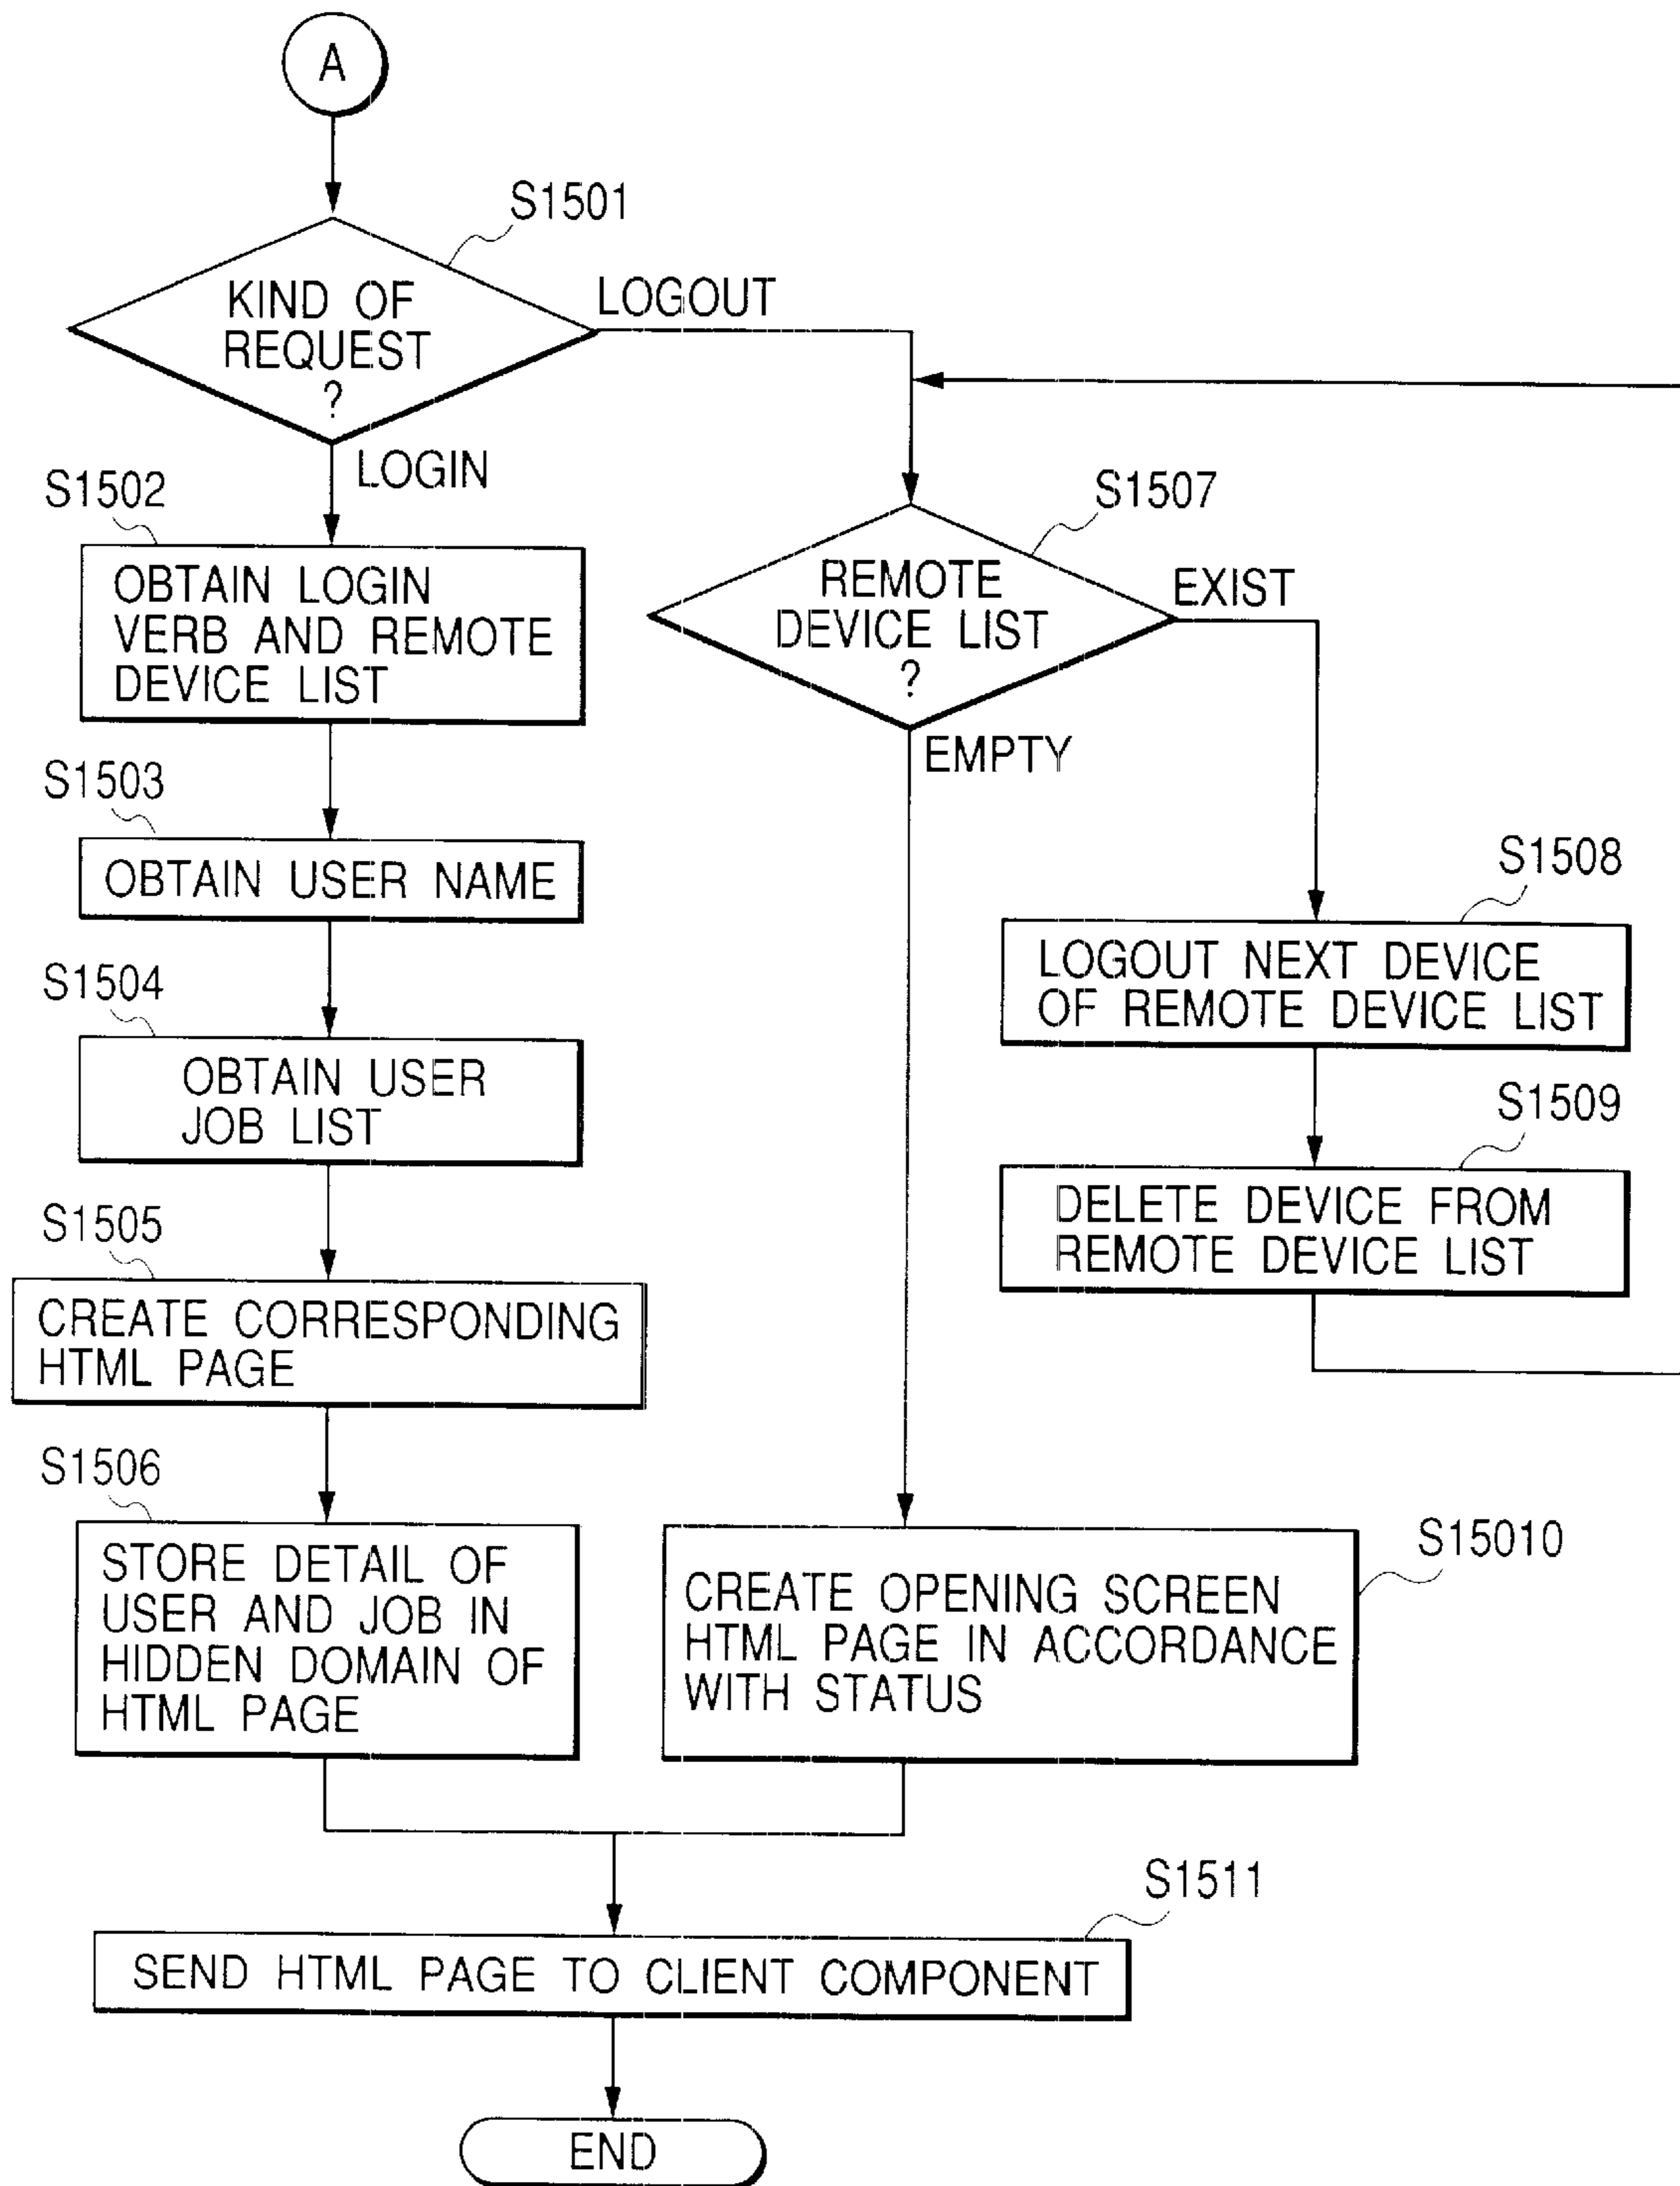 A
S1501
KIND OF
REQUEST
?
LOGOUT
LOGIN
S1502
OBTAIN LOGIN
VERB AND REMOTE
DEVICE LIST
S1503
OBTAIN USER NAME
S1504
OBTAIN USER
JOB LIST
S1505
CREATE CORRESPONDING
HTML PAGE
S1506
STORE DETAIL OF
USER AND JOB IN
HIDDEN DOMAIN OF
HTML PAGE
S1507
REMOTE
DEVICE LIST
?
EXIST
EMPTY
S1508
LOGOUT NEXT DEVICE
OF REMOTE DEVICE LIST
S1509
DELETE DEVICE FROM
REMOTE DEVICE LIST
S15010
CREATE OPENING SCREEN
HTML PAGE IN ACCORDANCE
WITH STATUS
S1511
SEND HTML PAGE TO CLIENT COMPONENT
END